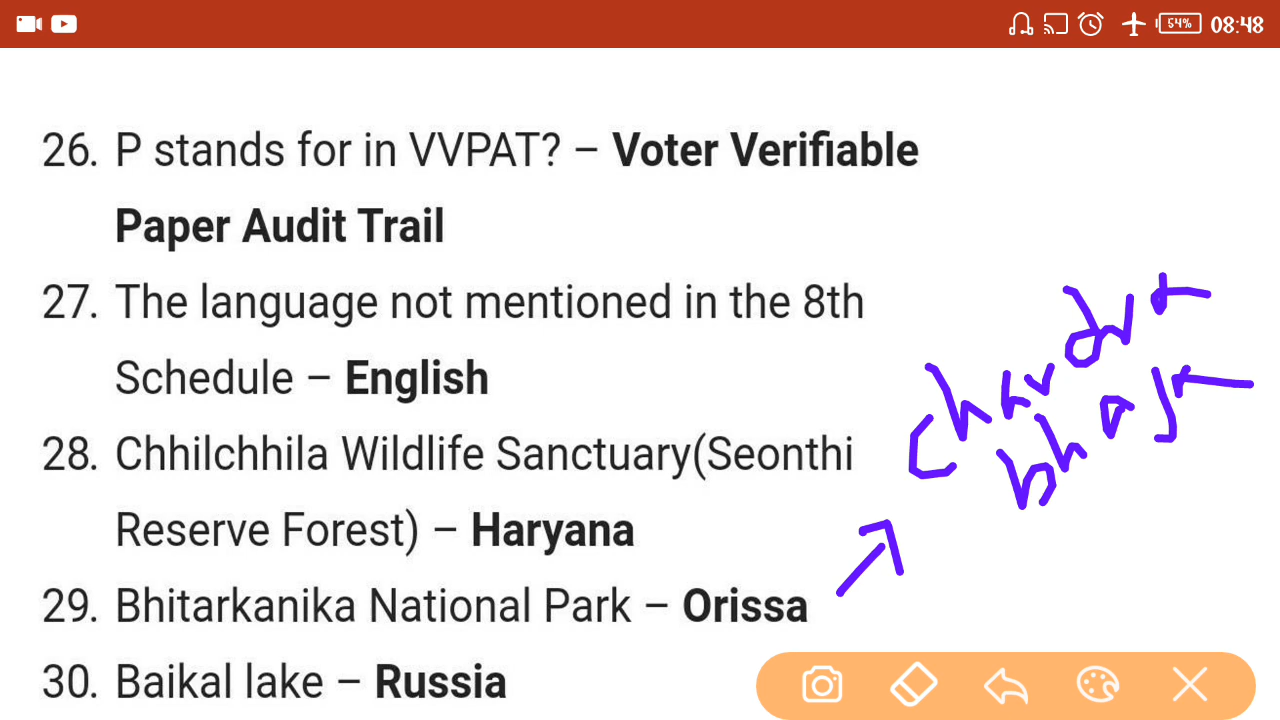 54% 08:48
26. P stands for in VVPAT? – Voter Verifiable
Paper Audit Trail
27. The language not mentioned in the 8th
Schedule – English
28. Chhilchhila Wildlife Sanctuary(Seonthi
Reserve Forest) – Haryana
29. Bhitarkanika National Park – Orissa
30. Baikal lake – Russia